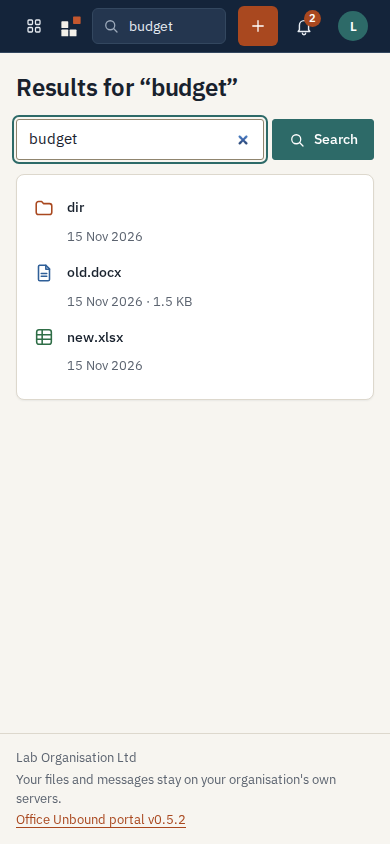 budget
2
L
Results for “budget”
budget
Search
dir
15 Nov 2026
old.docx
15 Nov 2026 · 1.5 KB
new.xlsx
15 Nov 2026
Lab Organisation Ltd
Your files and messages stay on your organisation's own
servers.
Office Unbound portal v0.5.2